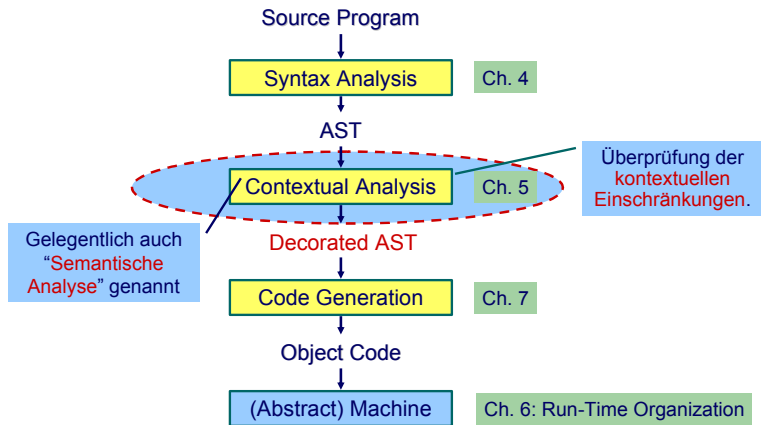 Source Program
Syntax Analysis
Ch. 4
AST
Contextual Analysis
Ch. 5
Überprüfung der
kontextuellen
Einschränkungen.
Gelegentlich auch
“Semantische
Analyse” genannt
Decorated AST
Code Generation
Ch. 7
Object Code
(Abstract) Machine
Ch. 6: Run-Time Organization